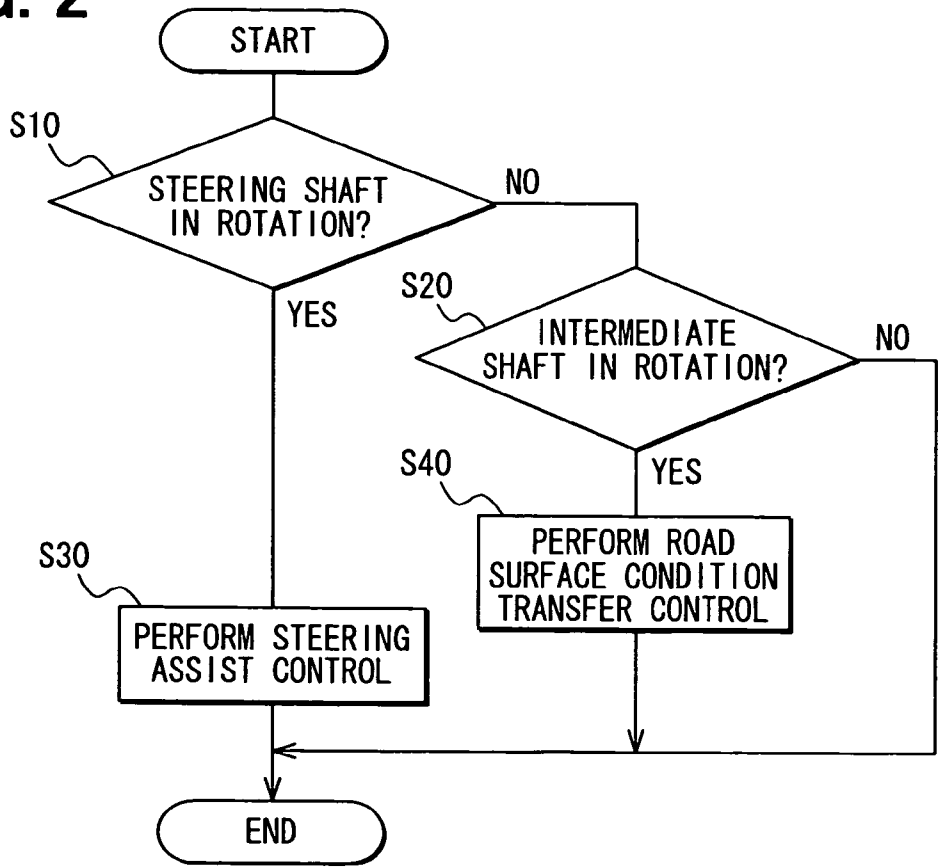 START
S10
STEERING SHAFT
IN ROTATION?
NO
YES
S20
INTERMEDIATE
SHAFT IN ROTATION?
NO
YES
S40
PERFORM ROAD
SURFACE CONDITION
TRANSFER CONTROL
S30
PERFORM STEERING
ASSIST CONTROL
END